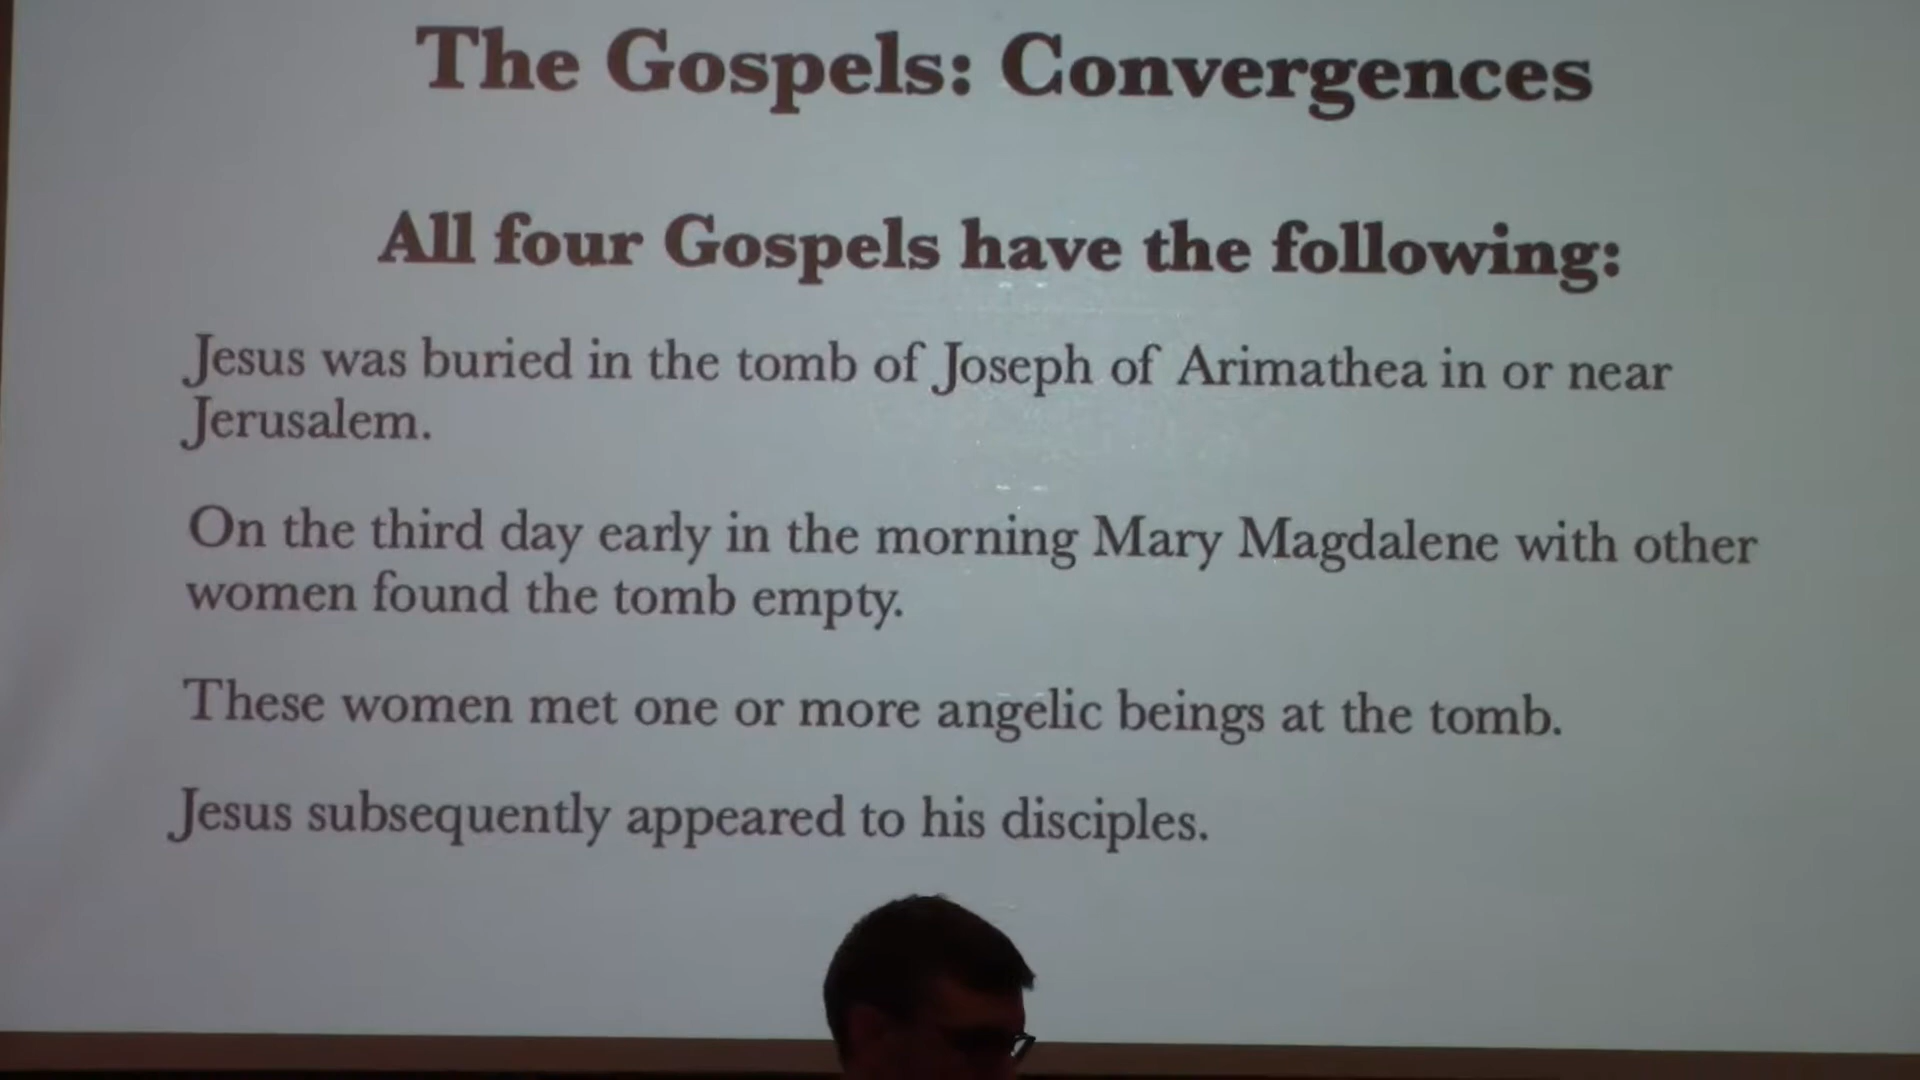 The Gospels: Convergences
All four Gospels have the following:
Jesus was buried in the tomb of Joseph of Arimathea in or near
Jerusalem.
On the third day early in the morning Mary Magdalene with other
women found the tomb empty.
These women met one or more angelic beings at the tomb.
Jesus subsequently appeared to his disciples.